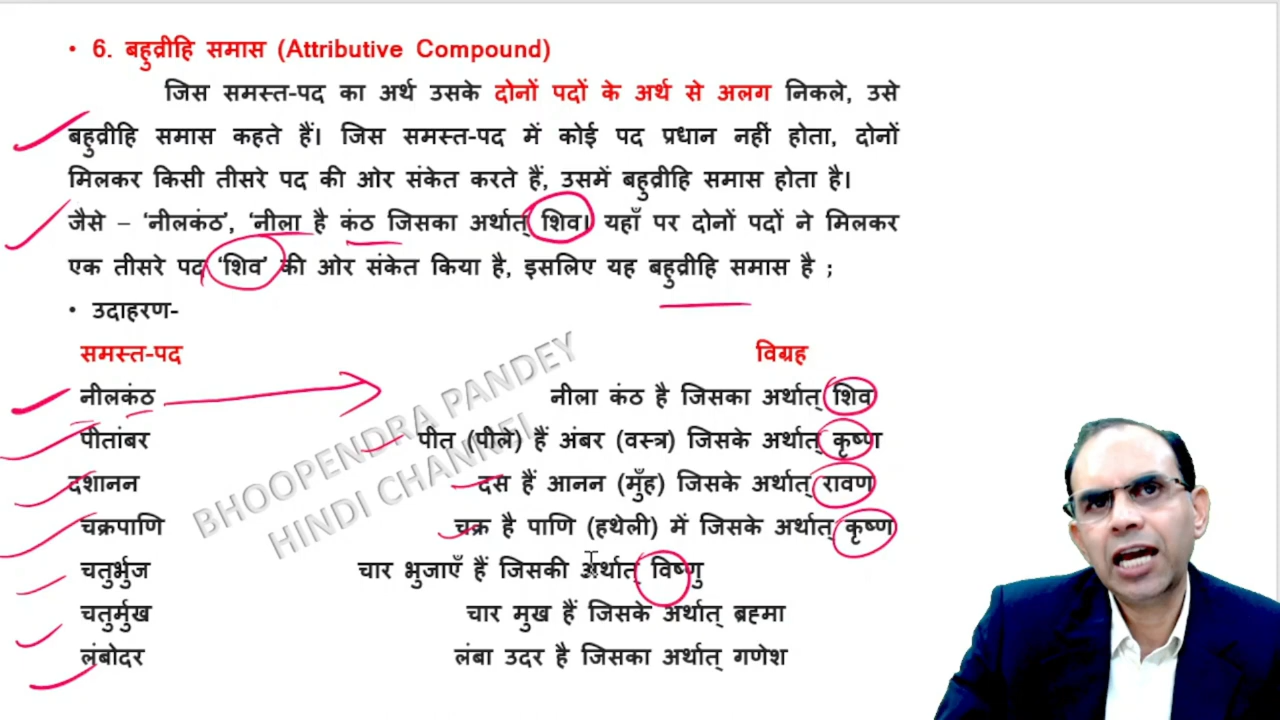 • 6. बहुव्रीहि समास (Attributive Compound)
जिस समस्त-पद का अर्थ उसके दोनों पदों के अर्थ से अलग निकले, उसे
बहुव्रीहि समास कहते हैं। जिस समस्त-पद में कोई पद प्रधान नहीं होता, दोनों
मिलकर किसी तीसरे पद की ओर संकेत करते हैं, उसमें बहुव्रीहि समास होता है।
जैसे – ‘नीलकंठ’, ‘नीला है कंठ जिसका अर्थात् शिव। यहाँ पर दोनों पदों ने मिलकर
एक तीसरे पद ‘शिव’ की ओर संकेत किया है, इसलिए यह बहुव्रीहि समास है ;
• उदाहरण-
समस्त-पद विग्रह
नीलकंठ नीला कंठ है जिसका अर्थात् शिव
पीतांबर पीत (पीले) हैं अंबर (वस्त्र) जिसके अर्थात् कृष्ण
दशानन दस हैं आनन (मुँह) जिसके अर्थात् रावण
चक्रपाणि चक्र है पाणि (हथेली) में जिसके अर्थात् कृष्ण
चतुर्भुज चार भुजाएँ हैं जिसकी अर्थात् विष्णु
चतुर्मुख चार मुख हैं जिसके अर्थात् ब्रह्मा
लंबोदर लंबा उदर है जिसका अर्थात् गणेश
BHOOPENDRA PANDEY
HINDI CHANNEL